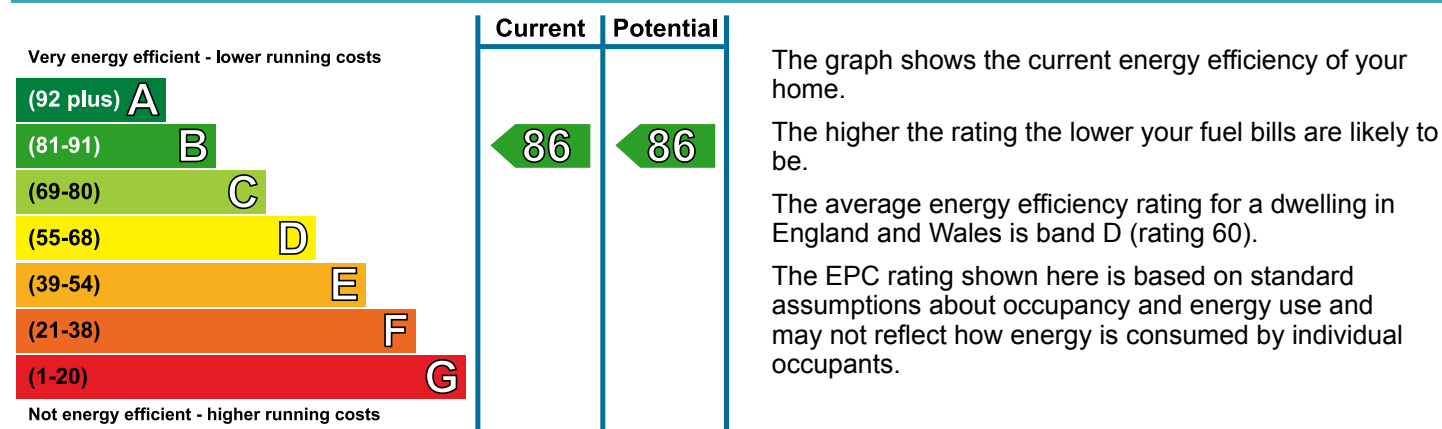 Current Potential
Very energy efficient - lower running costs
(92 plus) A
(81-91) B 86 86
(69-80) C
(55-68) D
(39-54) E
(21-38) F
(1-20) G
Not energy efficient - higher running costs
The graph shows the current energy efficiency of your
home.
The higher the rating the lower your fuel bills are likely to
be.
The average energy efficiency rating for a dwelling in
England and Wales is band D (rating 60).
The EPC rating shown here is based on standard
assumptions about occupancy and energy use and
may not reflect how energy is consumed by individual
occupants.